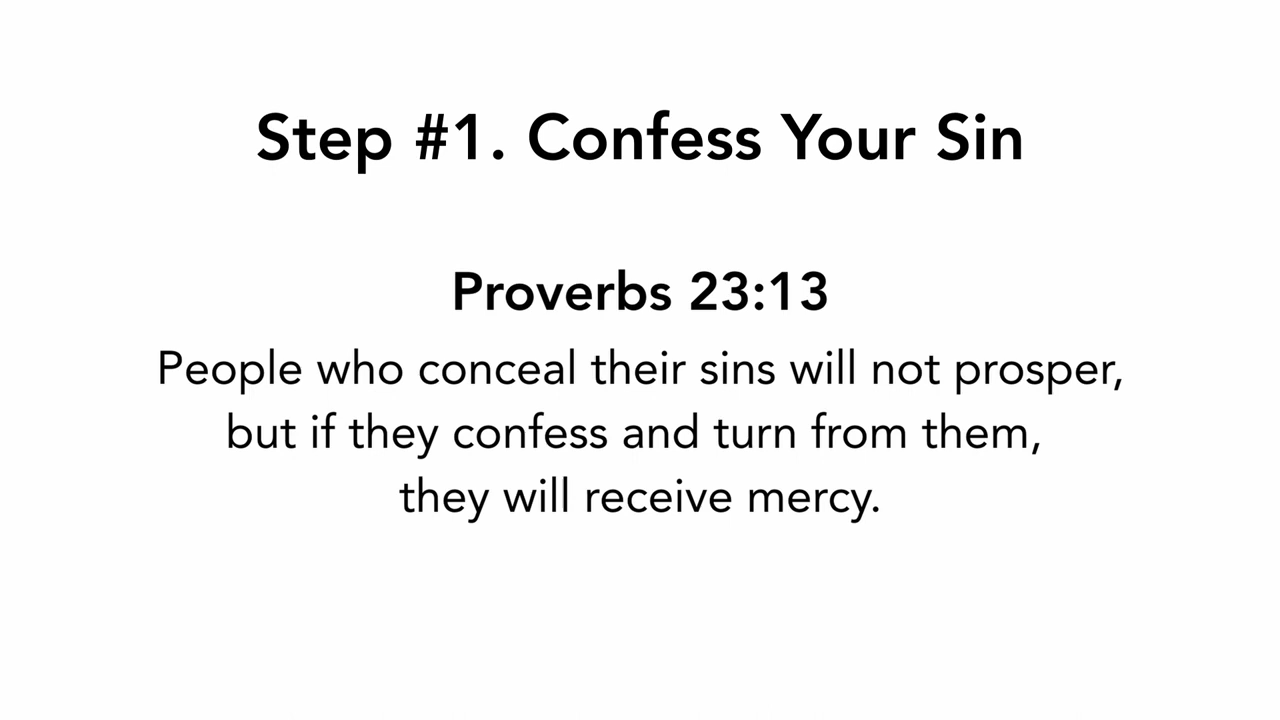 Step #1. Confess Your Sin
Proverbs 23:13
People who conceal their sins will not prosper,
but if they confess and turn from them,
they will receive mercy.